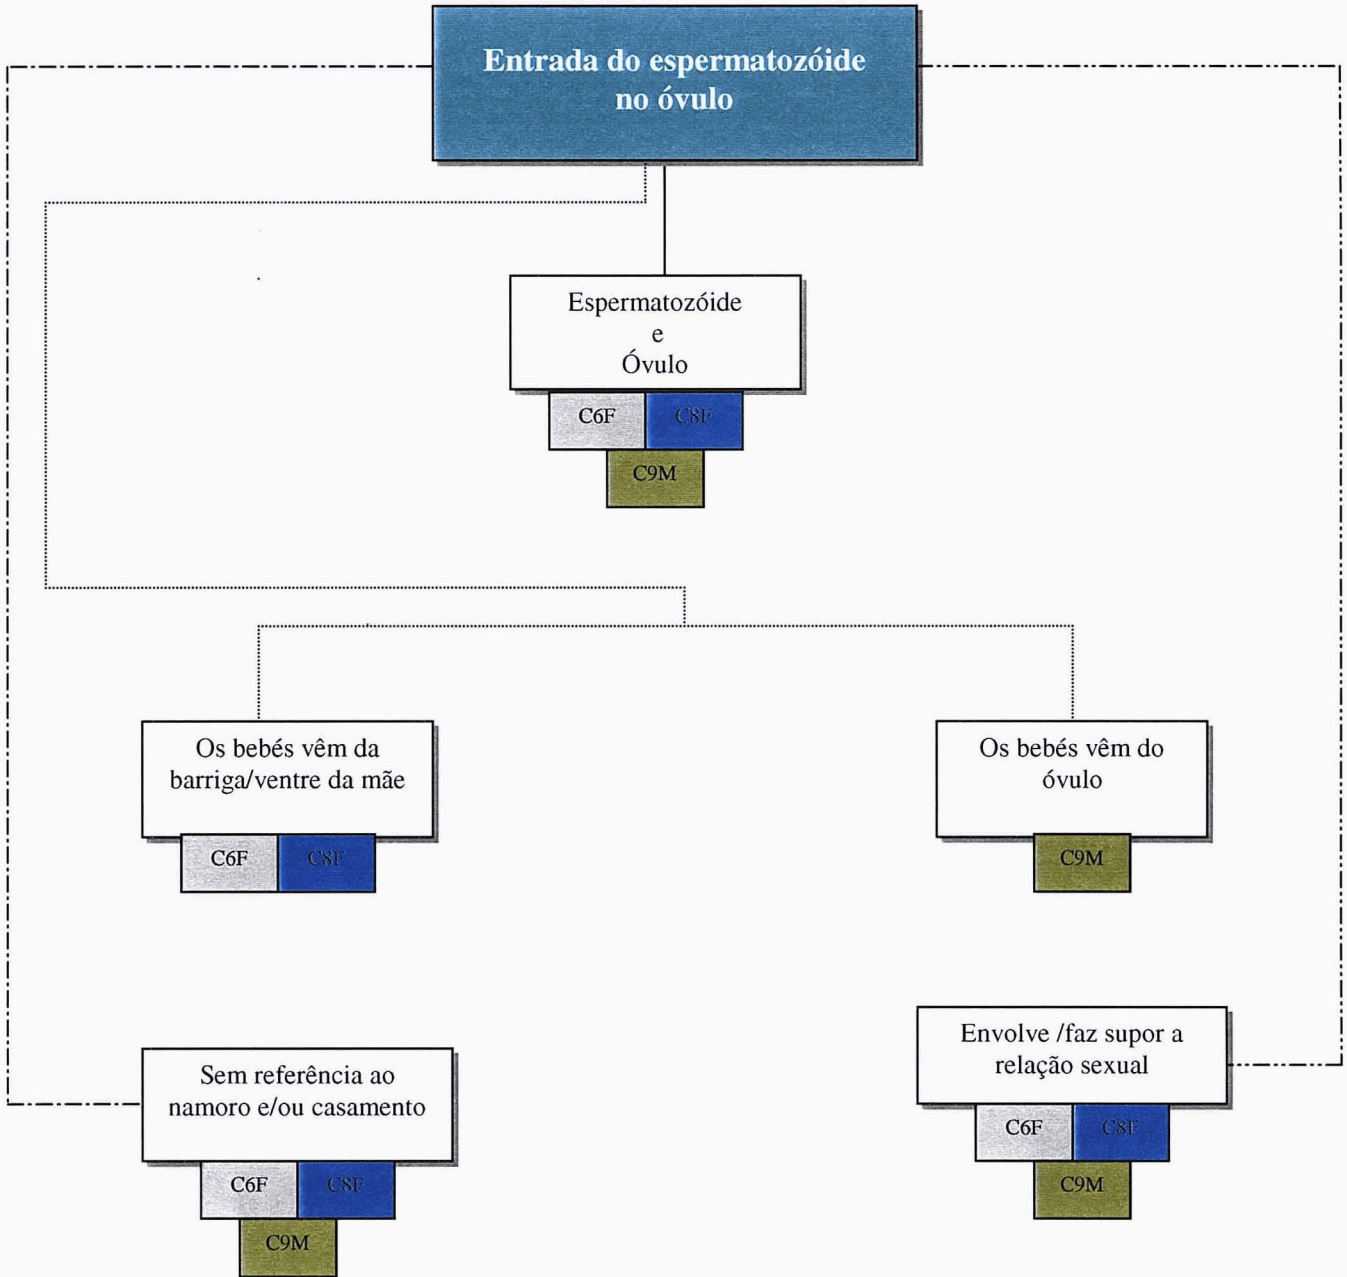 Entrada do espermatozóide
no óvulo
Espermatozóide
e
Óvulo
C6F
C8F
C9M
Os bebés vêm da
barriga/ventre da mãe
C6F
C8F
Os bebés vêm do
óvulo
C9M
Sem referência ao
namoro e/ou casamento
C6F
C8F
C9M
Envolve /faz supor a
relação sexual
C6F
C8F
C9M